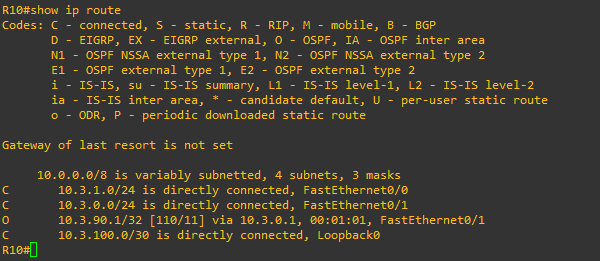 R10#show ip route
Codes: C - connected, S - static, R - RIP, M - mobile, B - BGP
       D - EIGRP, EX - EIGRP external, O - OSPF, IA - OSPF inter area
       N1 - OSPF NSSA external type 1, N2 - OSPF NSSA external type 2
       E1 - OSPF external type 1, E2 - OSPF external type 2
       i - IS-IS, su - IS-IS summary, L1 - IS-IS level-1, L2 - IS-IS level-2
       ia - IS-IS inter area, * - candidate default, U - per-user static route
       o - ODR, P - periodic downloaded static route
Gateway of last resort is not set
     10.0.0.0/8 is variably subnetted, 4 subnets, 3 masks
C       10.3.1.0/24 is directly connected, FastEthernet0/0
C       10.3.0.0/24 is directly connected, FastEthernet0/1
O       10.3.90.1/32 [110/11] via 10.3.0.1, 00:01:01, FastEthernet0/1
C       10.3.100.0/30 is directly connected, Loopback0
R10#